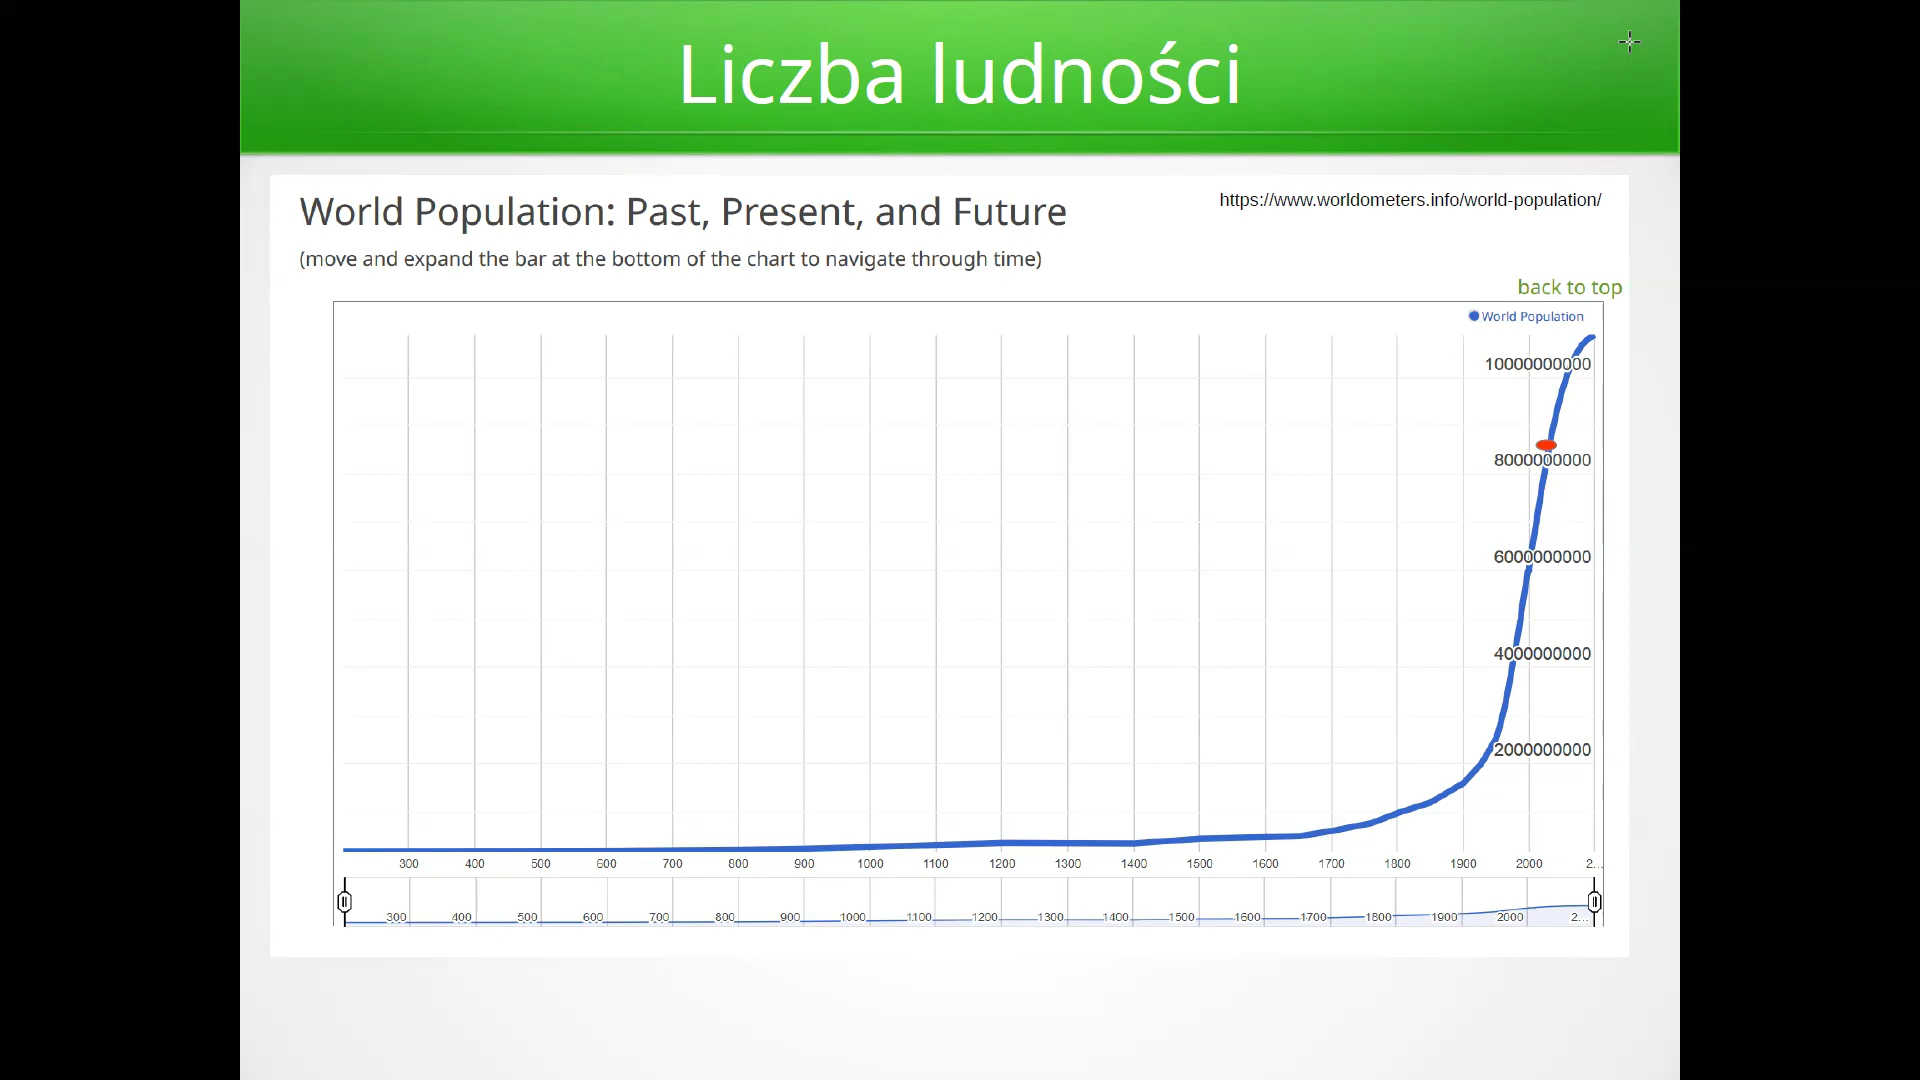 Liczba ludności
World Population: Past, Present, and Future
https://www.worldometers.info/world-population/
(move and expand the bar at the bottom of the chart to navigate through time)
back to top
World Population
10000000000
8000000000
6000000000
4000000000
2000000000
300 400 500 600 700 800 900 1000 1100 1200 1300 1400 1500 1600 1700 1800 1900 2000 2...
300 400 500 600 700 800 900 1000 1100 1200 1300 1400 1500 1600 1700 1800 1900 2000 2...